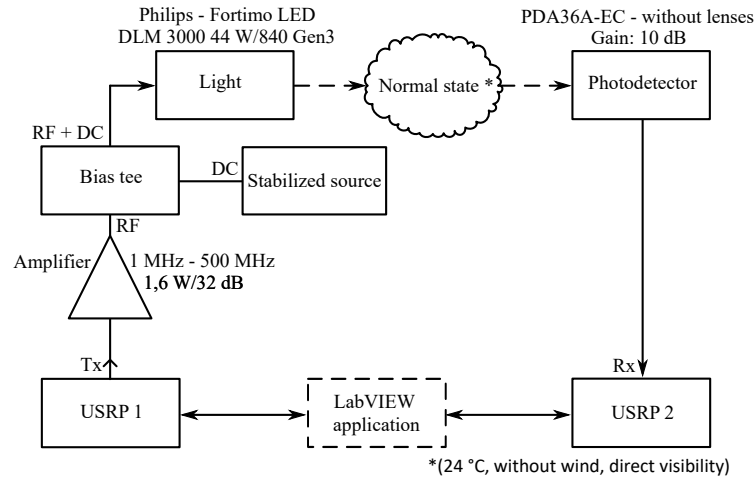 Philips - Fortimo LED
DLM 3000 44 W/840 Gen3
PDA36A-EC - without lenses
Gain: 10 dB
Light
Normal state *
Photodetector
RF + DC
Bias tee
DC
Stabilized source
RF
Amplifier
1 MHz - 500 MHz
1,6 W/32 dB
Tx
Rx
USRP 1
LabVIEW
application
USRP 2
*(24 °C, without wind, direct visibility)